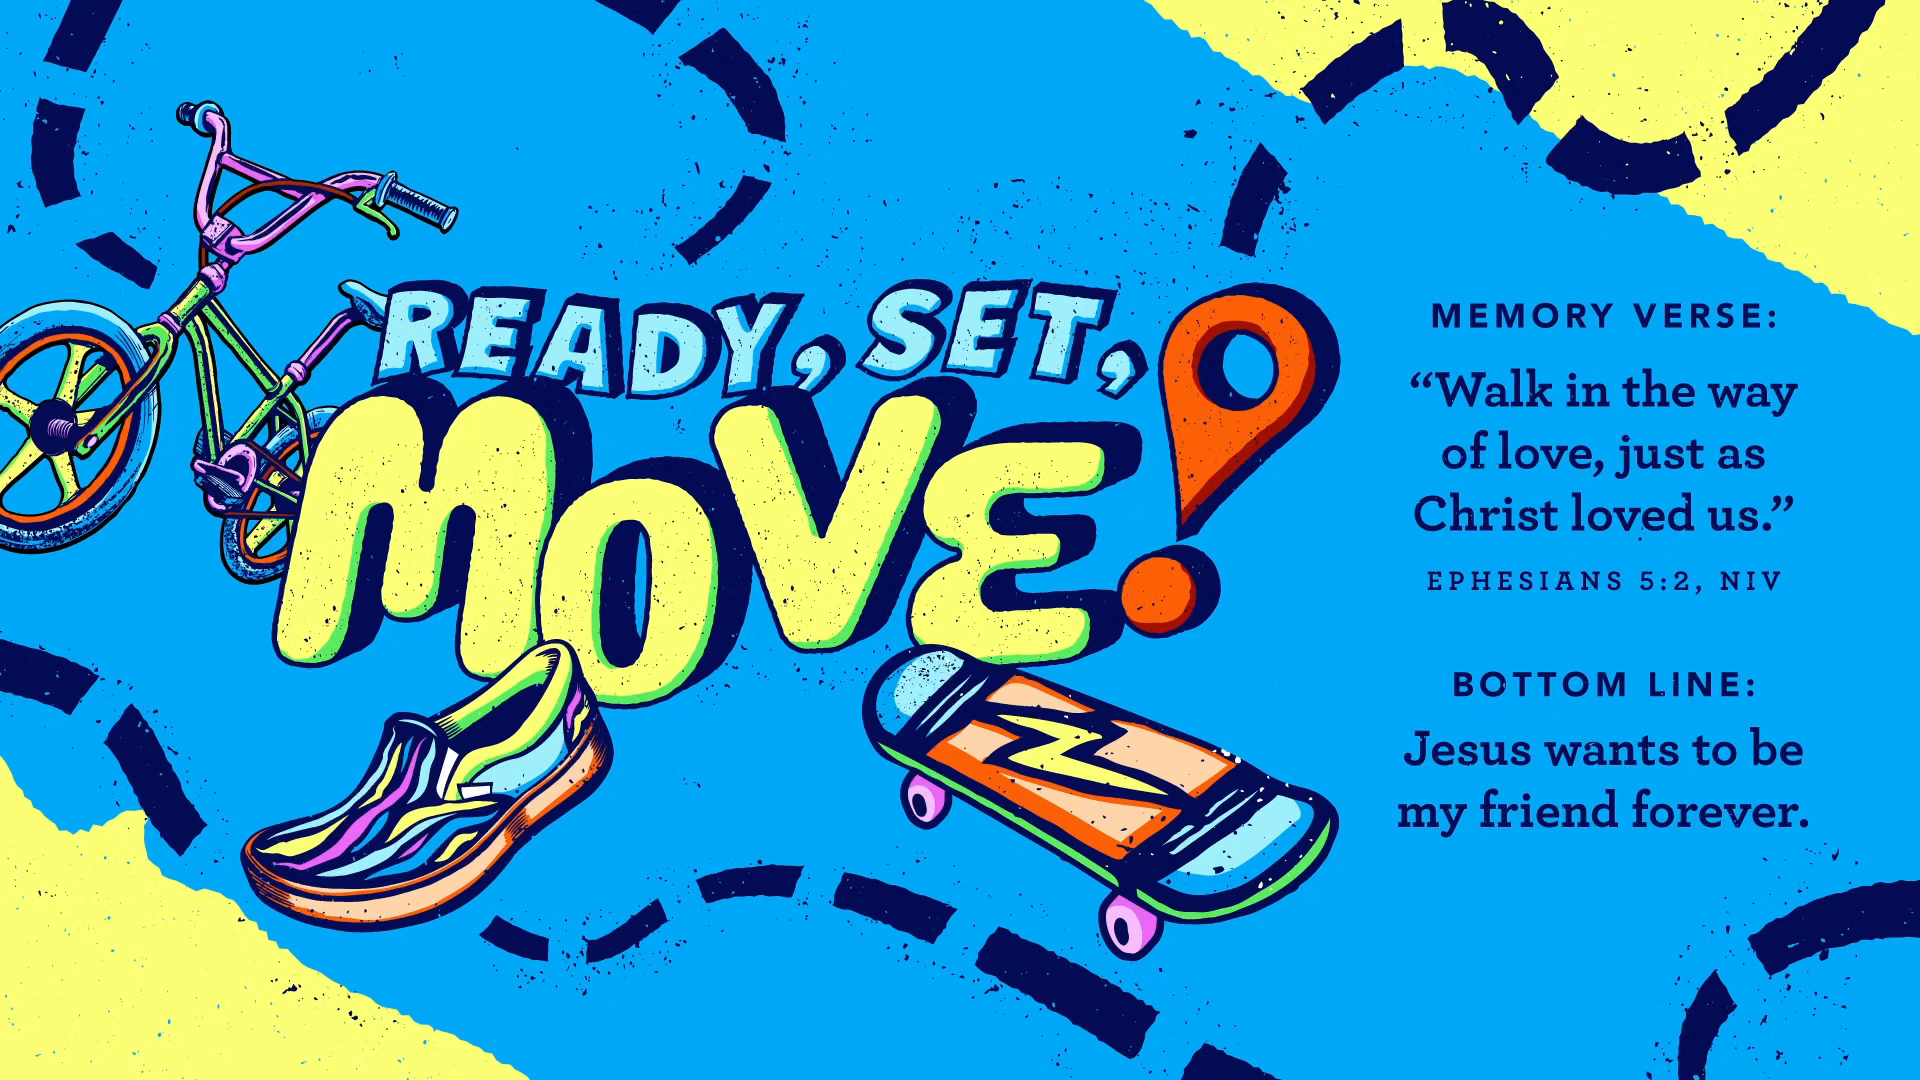 READY, SET,
MOVE!
MEMORY VERSE:
“Walk in the way
of love, just as
Christ loved us.”
EPHESIANS 5:2, NIV
BOTTOM LINE:
Jesus wants to be
my friend forever.